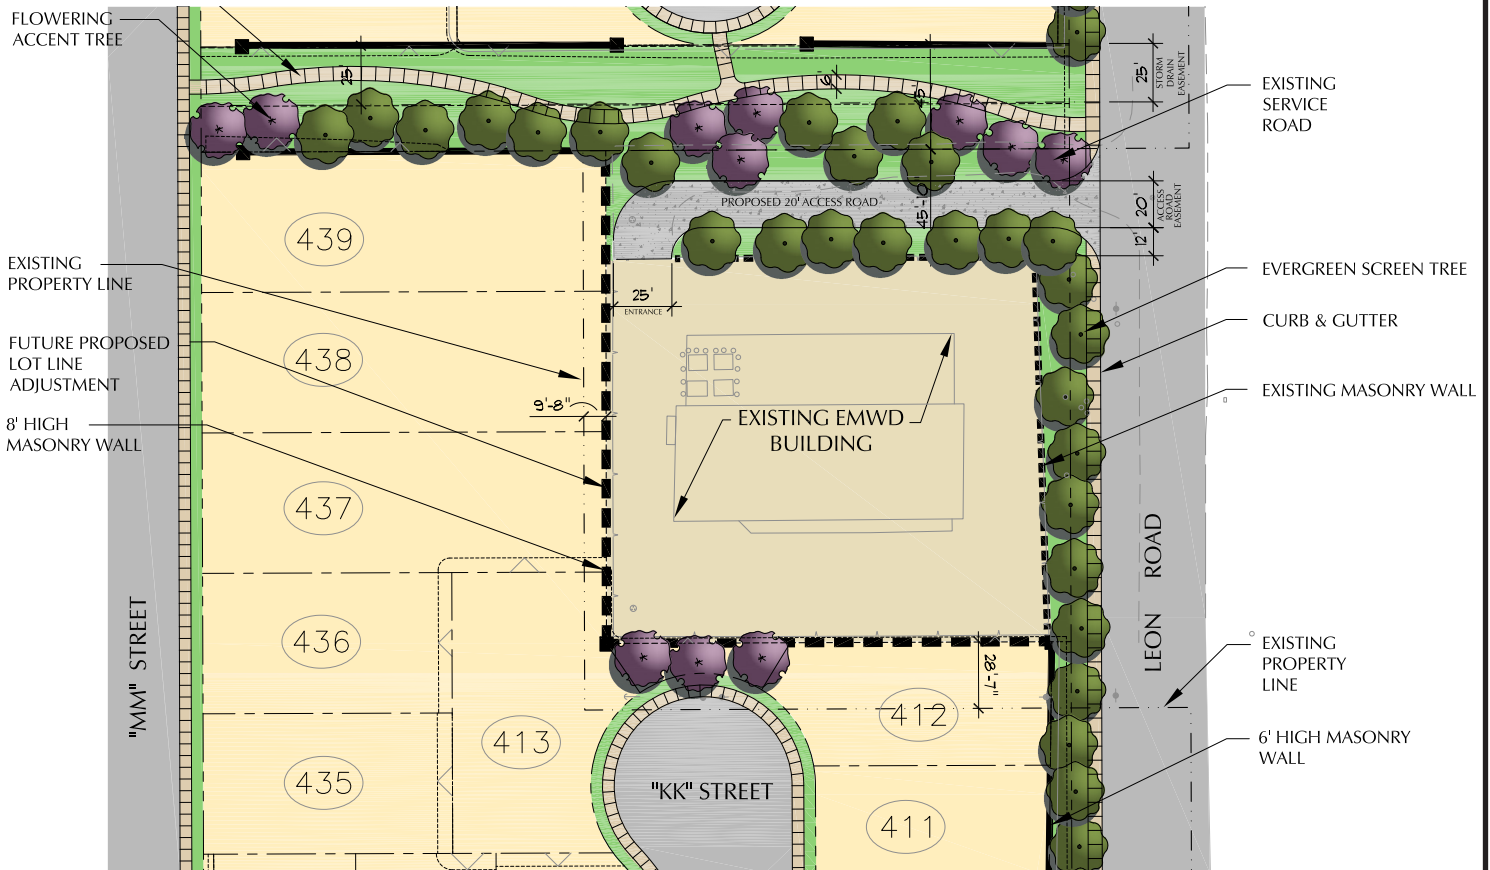 FLOWERING
ACCENT TREE
25'
6'
45'
25'
STORM
DRAIN
EASEMENT
EXISTING
SERVICE
ROAD
PROPOSED 20' ACCESS ROAD
45'-10"
20'
ACCESS
ROAD
EASEMENT
12'
439
EXISTING
PROPERTY LINE
25'
ENTRANCE
EVERGREEN SCREEN TREE
CURB & GUTTER
FUTURE PROPOSED
LOT LINE
ADJUSTMENT
438
9'-8"
EXISTING MASONRY WALL
8' HIGH
MASONRY WALL
EXISTING EMWD
BUILDING
437
LEON ROAD
"MM" STREET
436
28'-7"
EXISTING
PROPERTY
LINE
412
413
6' HIGH MASONRY
WALL
435
"KK" STREET
411